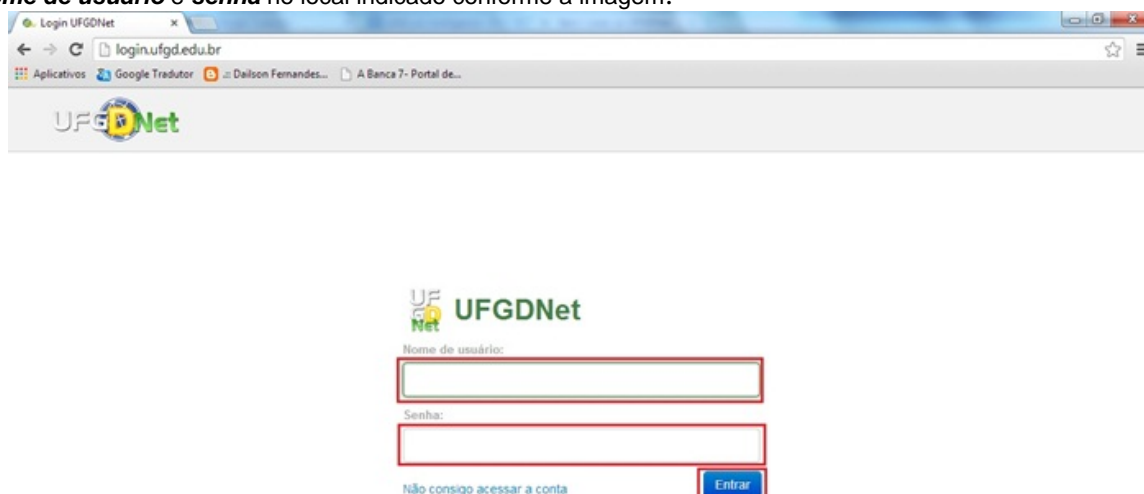 me de usuário e senha no local indicado conforme a imagem.
Login UFGDNet
login.ufgd.edu.br
Aplicativos Google Tradutor .:: Dailson Fernandes... A Banca 7- Portal de...
UFGDNet
UFGDNet UFGDNet
Nome de usuário:
Senha:
Não consigo acessar a conta Entrar